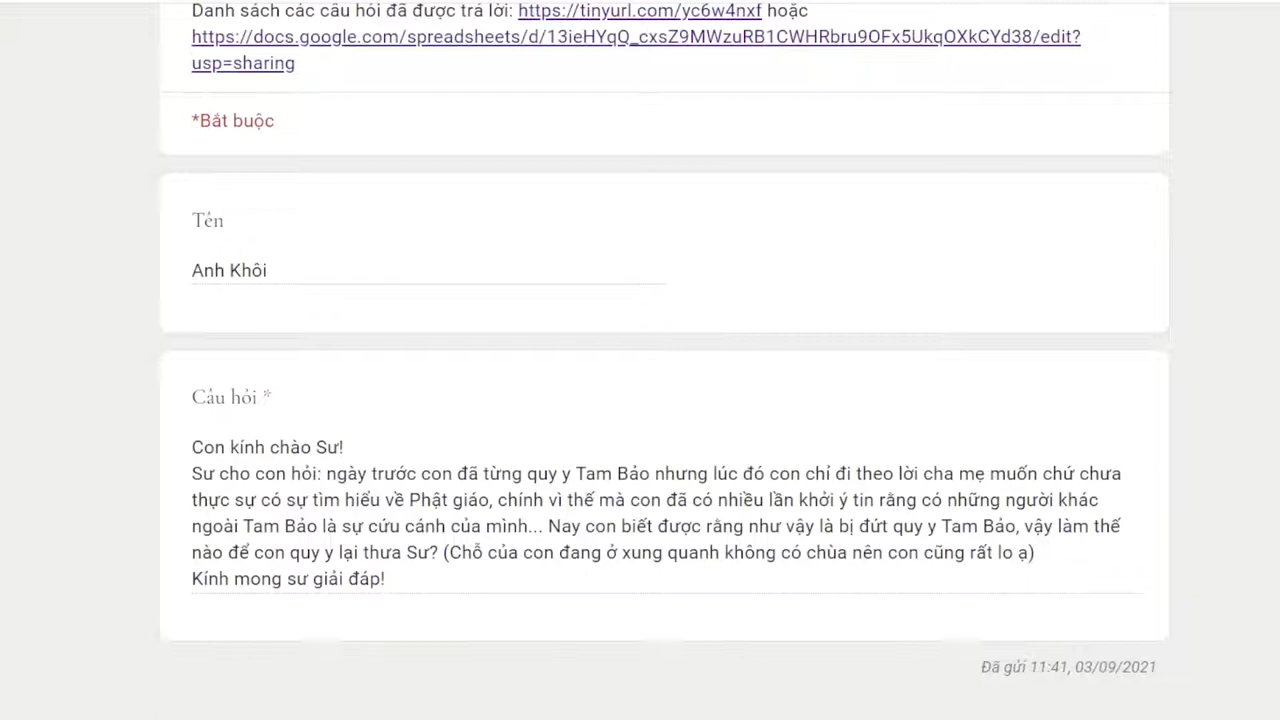 Danh sách các câu hỏi đã được trả lời: https://tinyurl.com/yc6w4nxf hoặc
https://docs.google.com/spreadsheets/d/13ieHYqQ_cxsZ9MWzuRB1CWHRbru9OFx5UkqOXkCYd38/edit?
usp=sharing
*Bắt buộc
Tên
Anh Khôi
Câu hỏi *
Con kính chào Sư!
Sư cho con hỏi: ngày trước con đã từng quy y Tam Bảo nhưng lúc đó con chỉ đi theo lời cha mẹ muốn chứ chưa
thực sự có sự tìm hiểu về Phật giáo, chính vì thế mà con đã có nhiều lần khởi ý tin rằng có những người khác
ngoài Tam Bảo là sự cứu cánh của mình... Nay con biết được rằng như vậy là bị đứt quy y Tam Bảo, vậy làm thế
nào để con quy y lại thưa Sư? (Chỗ của con đang ở xung quanh không có chùa nên con cũng rất lo ạ)
Kính mong sư giải đáp!
Đã gửi 11:41, 03/09/2021